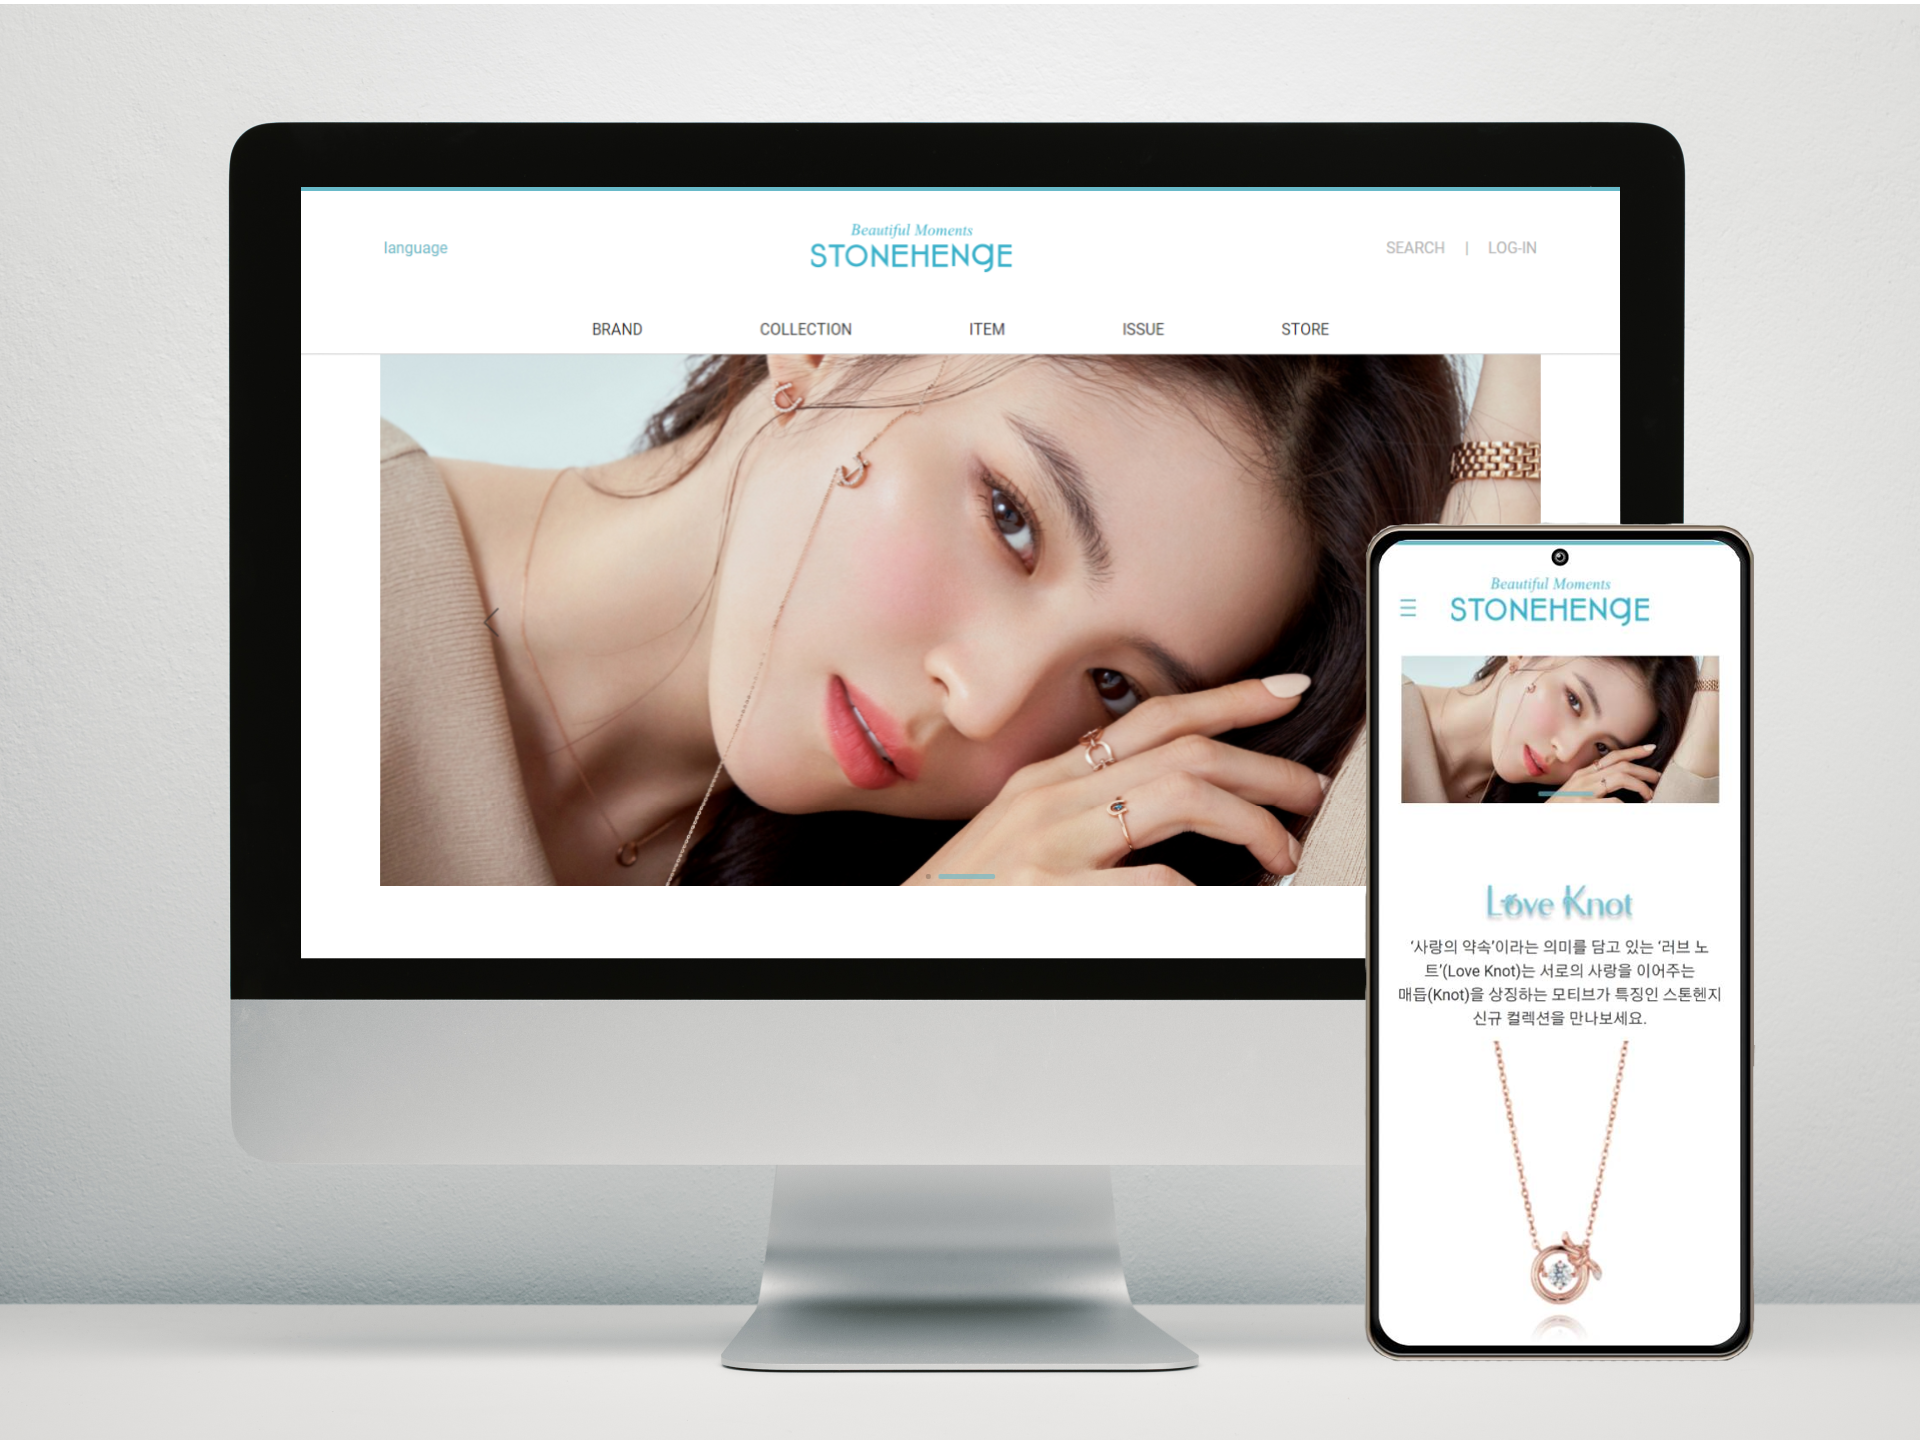 language
Beautiful Moments
STONEHENGE
SEARCH | LOG-IN
BRAND COLLECTION ITEM ISSUE STORE
Beautiful Moments
STONEHENGE
Love Knot
‘사랑의 약속’이라는 의미를 담고 있는 ‘러브 노
트’(Love Knot)는 서로의 사랑을 이어주는
매듭(Knot)을 상징하는 모티브가 특징인 스톤헨지
신규 컬렉션을 만나보세요.